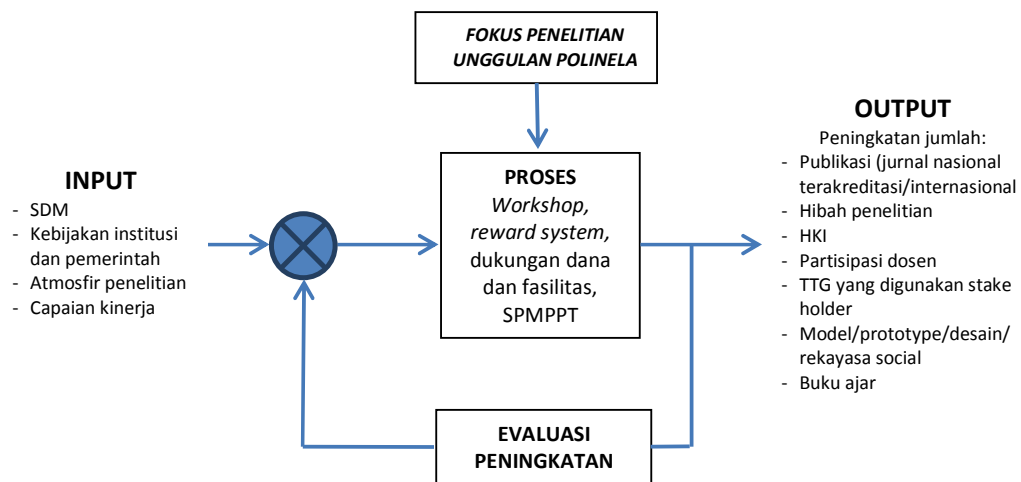 FOKUS PENELITIAN
UNGGULAN POLINELA
INPUT
- SDM
- Kebijakan institusi
dan pemerintah
- Atmosfir penelitian
- Capaian kinerja
PROSES
Workshop,
reward system,
dukungan dana
dan fasilitas,
SPMPPT
EVALUASI
PENINGKATAN
OUTPUT
Peningkatan jumlah:
- Publikasi (jurnal nasional
terakreditasi/internasional
- Hibah penelitian
- HKI
- Partisipasi dosen
- TTG yang digunakan stake
holder
- Model/prototype/desain/
rekayasa social
- Buku ajar